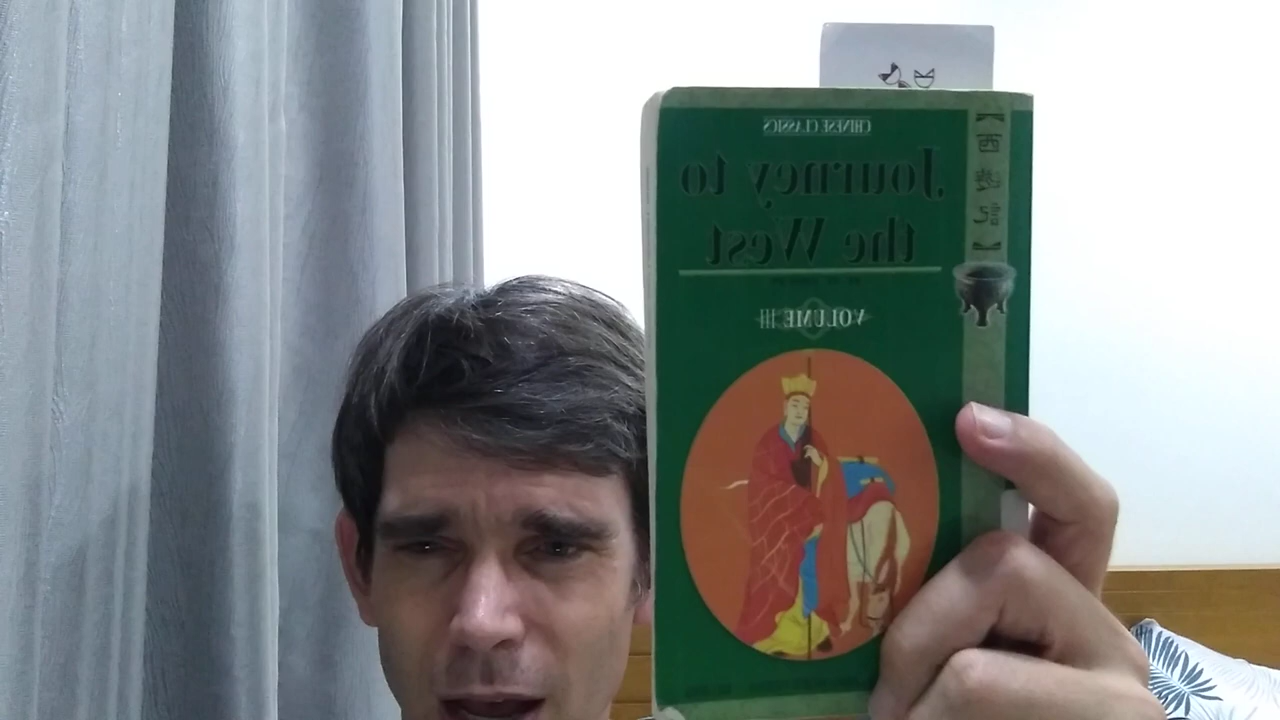 CHINESE CLASSICS
Journey to
the West
VOLUME III
【西遊記】